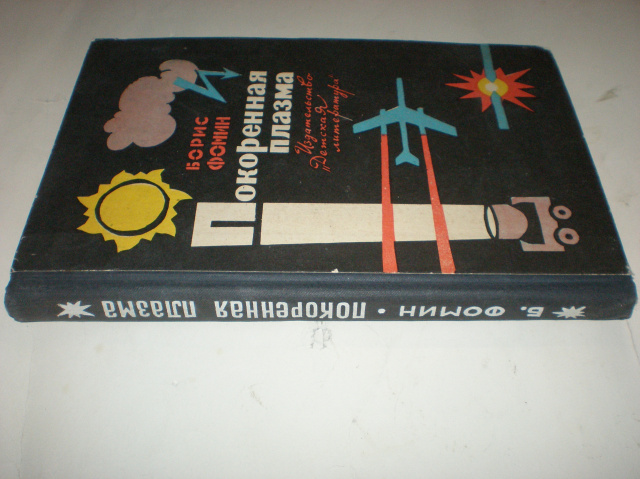 БОРИС
ФОМИН
Покоренная
плазма
Издательство
„Детская
литература"
Б. ФОМИН • ПОКОРЕННАЯ ПЛАЗМА